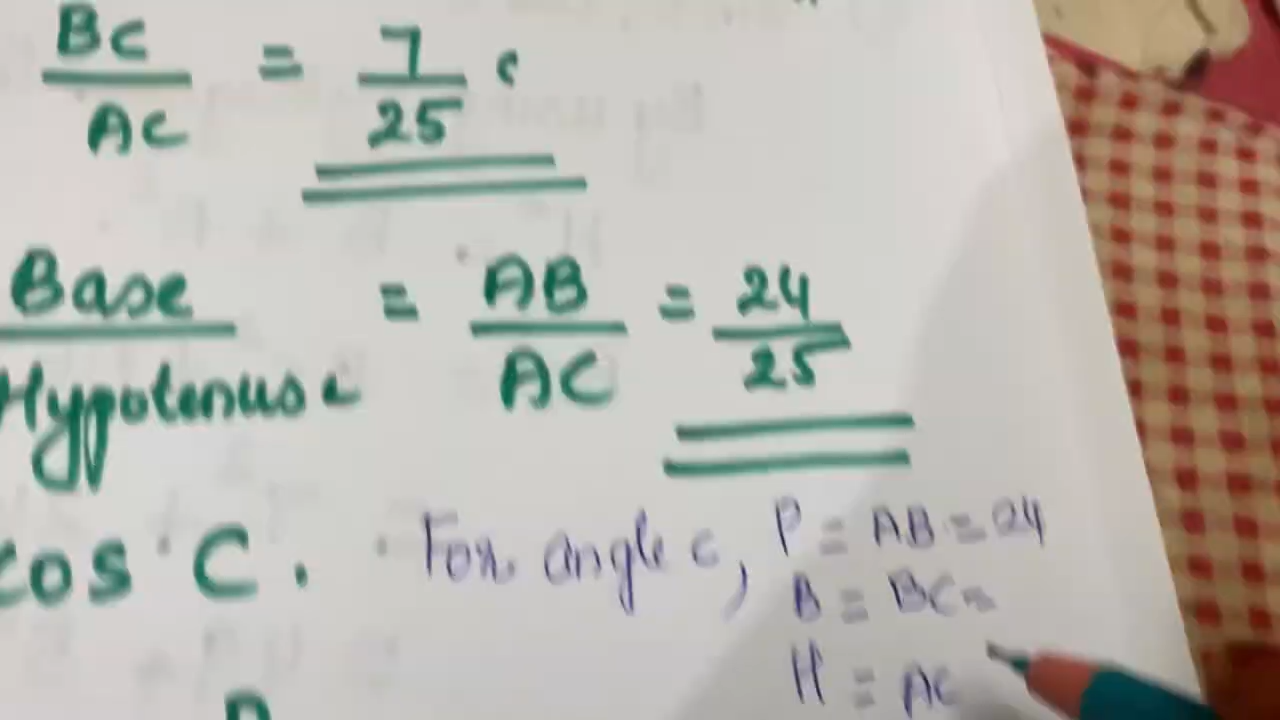 BC/AC = 7/25 c
Base/Hypotenuse = AB/AC = 24/25
cos C. For angle c, P = AB = 24
B = BC =
H = AC